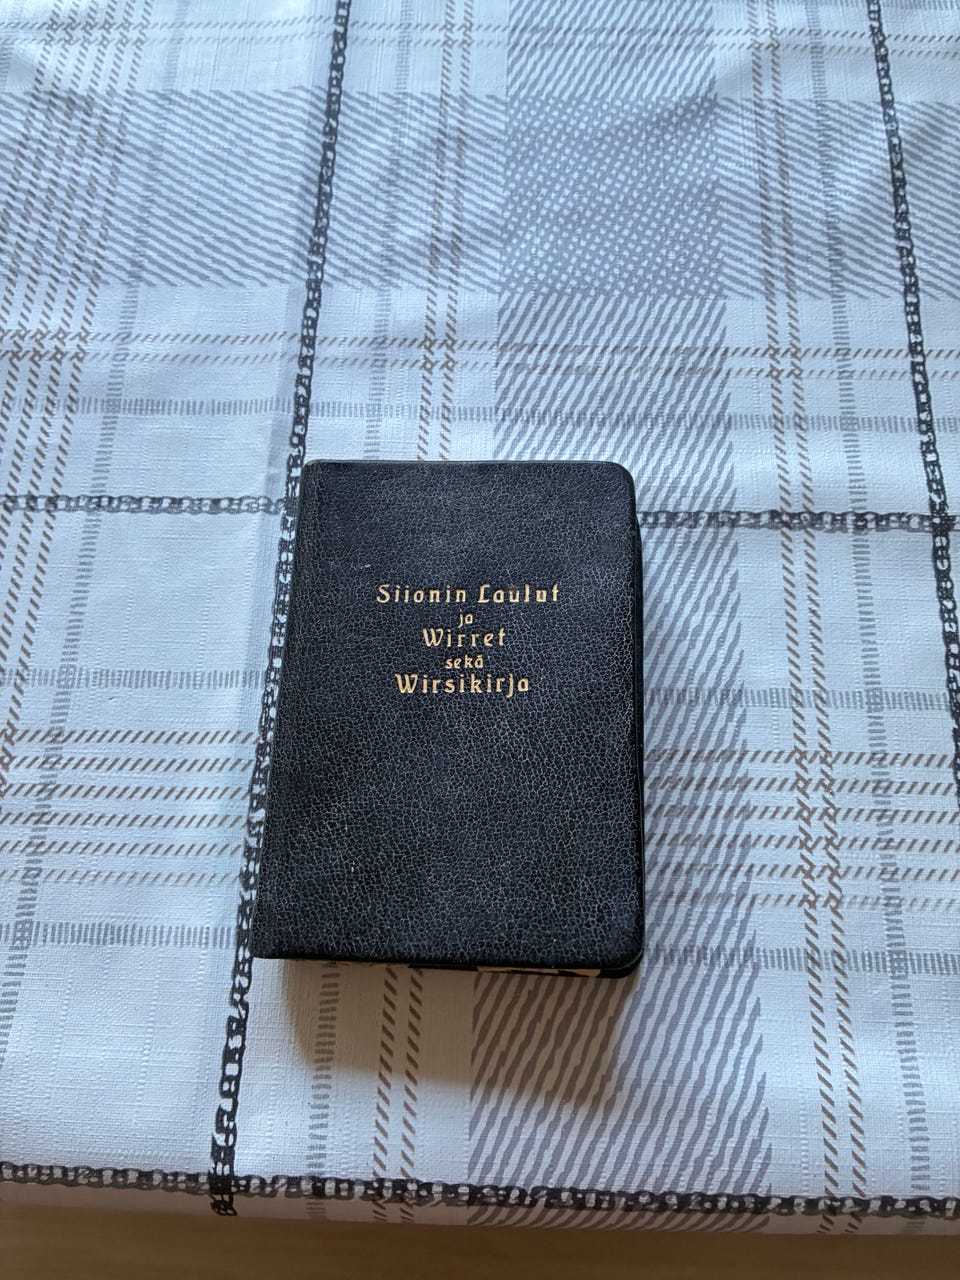 Siionin Laulut
ja
Wirret
sekä
Wirsikirja